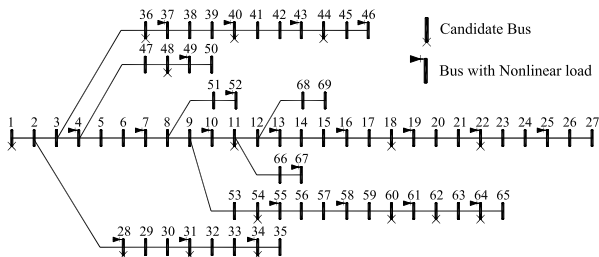 36 37 38 39 40 41 42 43 44 45 46
Candidate Bus
47 48 49 50
Bus with Nonlinear load
51 52 68 69
1 2 3 4 5 6 7 8 9 10 11 12 13 14 15 16 17 18 19 20 21 22 23 24 25 26 27
66 67
53 54 55 56 57 58 59 60 61 62 63 64 65
28 29 30 31 32 33 34 35